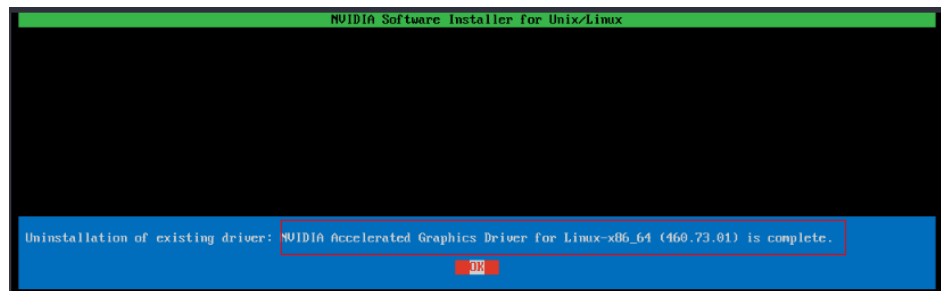 NVIDIA Software Installer for Unix/Linux
Uninstallation of existing driver: NVIDIA Accelerated Graphics Driver for Linux-x86_64 (460.73.01) is complete.
OK